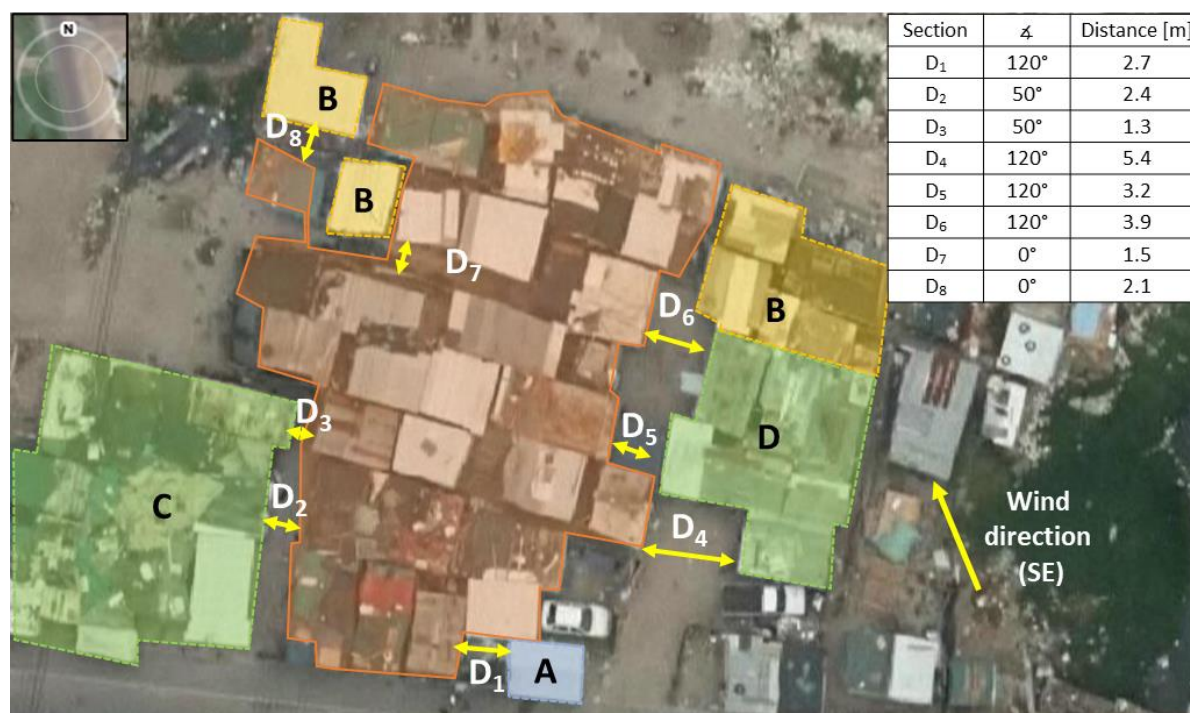 N
Section ∡ Distance [m]
D₁ 120° 2.7
D₂ 50° 2.4
D₃ 50° 1.3
D₄ 120° 5.4
D₅ 120° 3.2
D₆ 120° 3.9
D₇ 0° 1.5
D₈ 0° 2.1
B
D₈
B
D₇
D₆
B
D₃
D₅
D
C
D₂
D₄
Wind
direction
(SE)
D₁
A